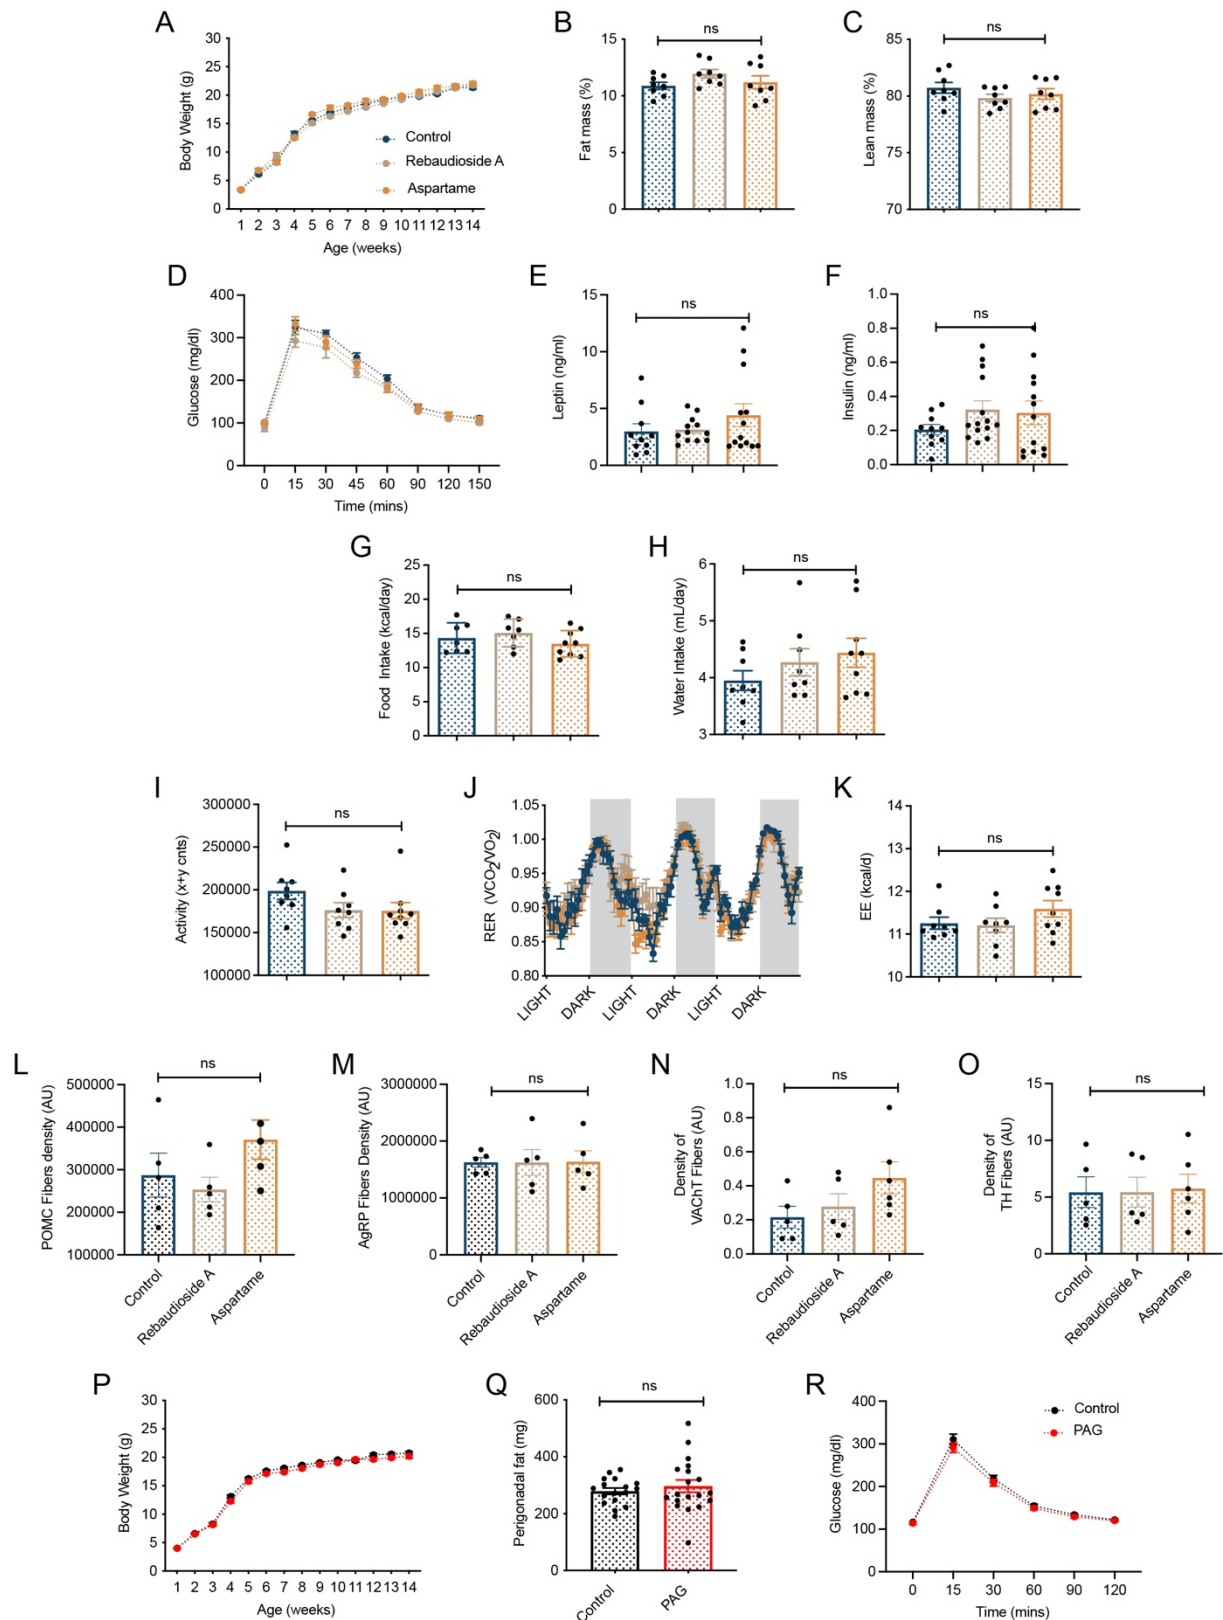 A
Body Weight (g)
30
25
20
15
10
5
0
1 2 3 4 5 6 7 8 9 10 11 12 13 14
Age (weeks)
Control
Rebaudioside A
Aspartame
B
Fat mass (%)
15
10
5
0
ns
C
Lean mass (%)
85
80
75
70
ns
D
Glucose (mg/dl)
400
300
200
100
0
0 15 30 45 60 90 120 150
Time (mins)
E
Leptin (ng/ml)
15
10
5
0
ns
F
Insulin (ng/ml)
1.0
0.8
0.6
0.4
0.2
0.0
ns
G
Food Intake (kcal/day)
25
20
15
10
5
0
ns
H
Water Intake (mL/day)
6
5
4
3
ns
I
Activity (x+y cnts)
300000
250000
200000
150000
100000
ns
J
RER (VCO2/VO2)
1.05
1.00
0.95
0.90
0.85
0.80
LIGHT DARK LIGHT DARK LIGHT DARK
K
EE (kcal/d)
14
13
12
11
10
ns
L
POMC Fibers density (AU)
500000
400000
300000
200000
100000
ns
Control Rebaudioside A Aspartame
M
AgRP Fibers Density (AU)
3000000
2000000
1000000
0
ns
Control Rebaudioside A Aspartame
N
Density of
VAChT Fibers (AU)
1.0
0.8
0.6
0.4
0.2
0.0
ns
Control Rebaudioside A Aspartame
O
Density of
TH Fibers (AU)
15
10
5
0
ns
Control Rebaudioside A Aspartame
P
Body Weight (g)
30
25
20
15
10
5
0
1 2 3 4 5 6 7 8 9 10 11 12 13 14
Age (weeks)
Q
Perigonadal fat (mg)
600
400
200
0
ns
Control PAG
R
Glucose (mg/dl)
400
300
200
100
0
0 15 30 60 90 120
Time (mins)
Control
PAG